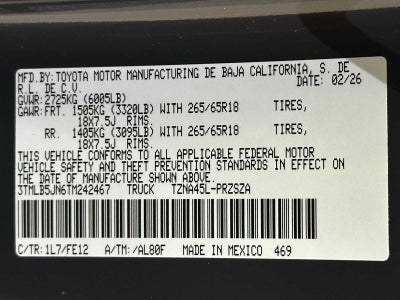 MFD.BY:TOYOTA MOTOR MANUFACTURING DE BAJA CALIFORNIA, S. DE
R.L. DE C.V. DATE: 02/26
GVWR:2725KG (6005LB)
GAWR:FRT. 1505KG (3320LB) WITH 265/65R18 TIRES,
18X7.5J RIMS.
RR. 1405KG (3095LB) WITH 265/65R18 TIRES,
18X7.5J RIMS.
THIS VEHICLE CONFORMS TO ALL APPLICABLE FEDERAL MOTOR
VEHICLE SAFETY AND THEFT PREVENTION STANDARDS IN EFFECT ON
THE DATE OF MANUFACTURE SHOWN ABOVE.
3TMLB5JN6TM242467 TRUCK TZNA45L-PRZSZA
C/TR:1L7/FE12 A/TM:/AL80F MADE IN MEXICO 469